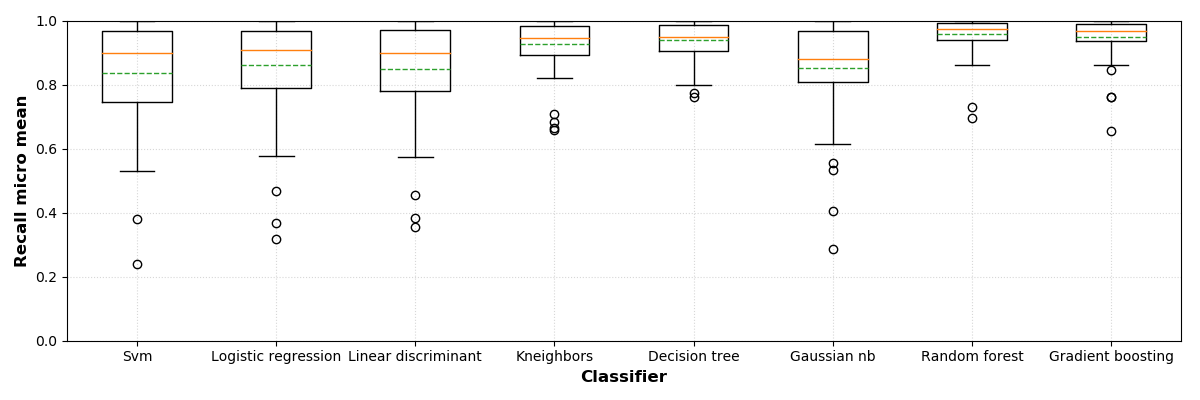 Recall micro mean
1.0
0.8
0.6
0.4
0.2
0.0
Svm Logistic regression Linear discriminant Kneighbors Decision tree Gaussian nb Random forest Gradient boosting
Classifier